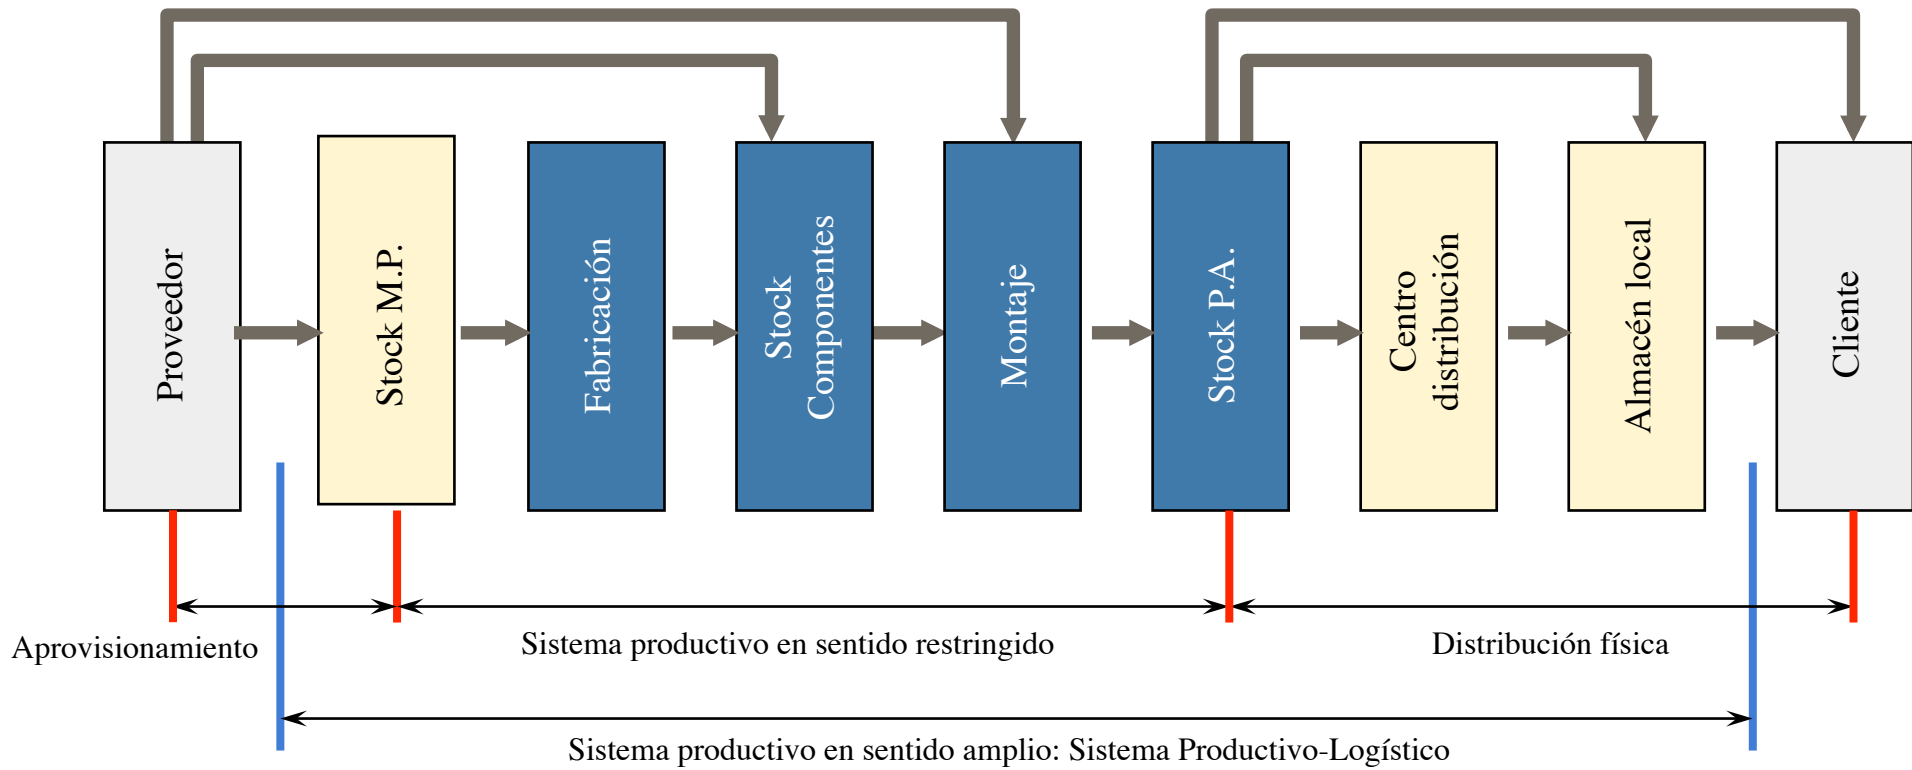 Proveedor
Stock M.P.
Fabricación
Stock
Componentes
Montaje
Stock P.A.
Centro
distribución
Almacén local
Cliente
Aprovisionamiento
Sistema productivo en sentido restringido
Distribución física
Sistema productivo en sentido amplio: Sistema Productivo-Logístico